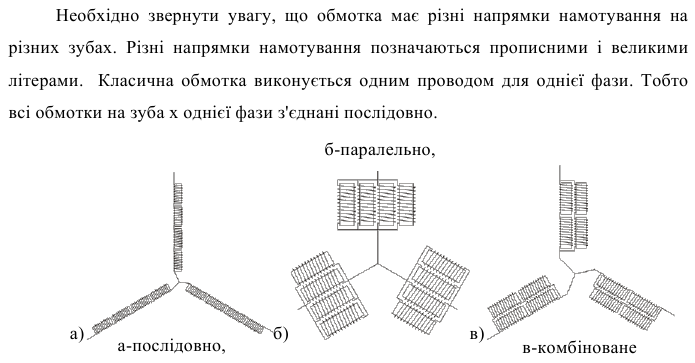 Необхідно звернути увагу, що обмотка має різні напрямки намотування на
різних зубах. Різні напрямки намотування позначаються прописними і великими
літерами. Класична обмотка виконується одним проводом для однієї фази. Тобто
всі обмотки на зуба х однієї фази з'єднані послідовно.
б-паралельно,
а) б) в)
а-послідовно, в-комбіноване